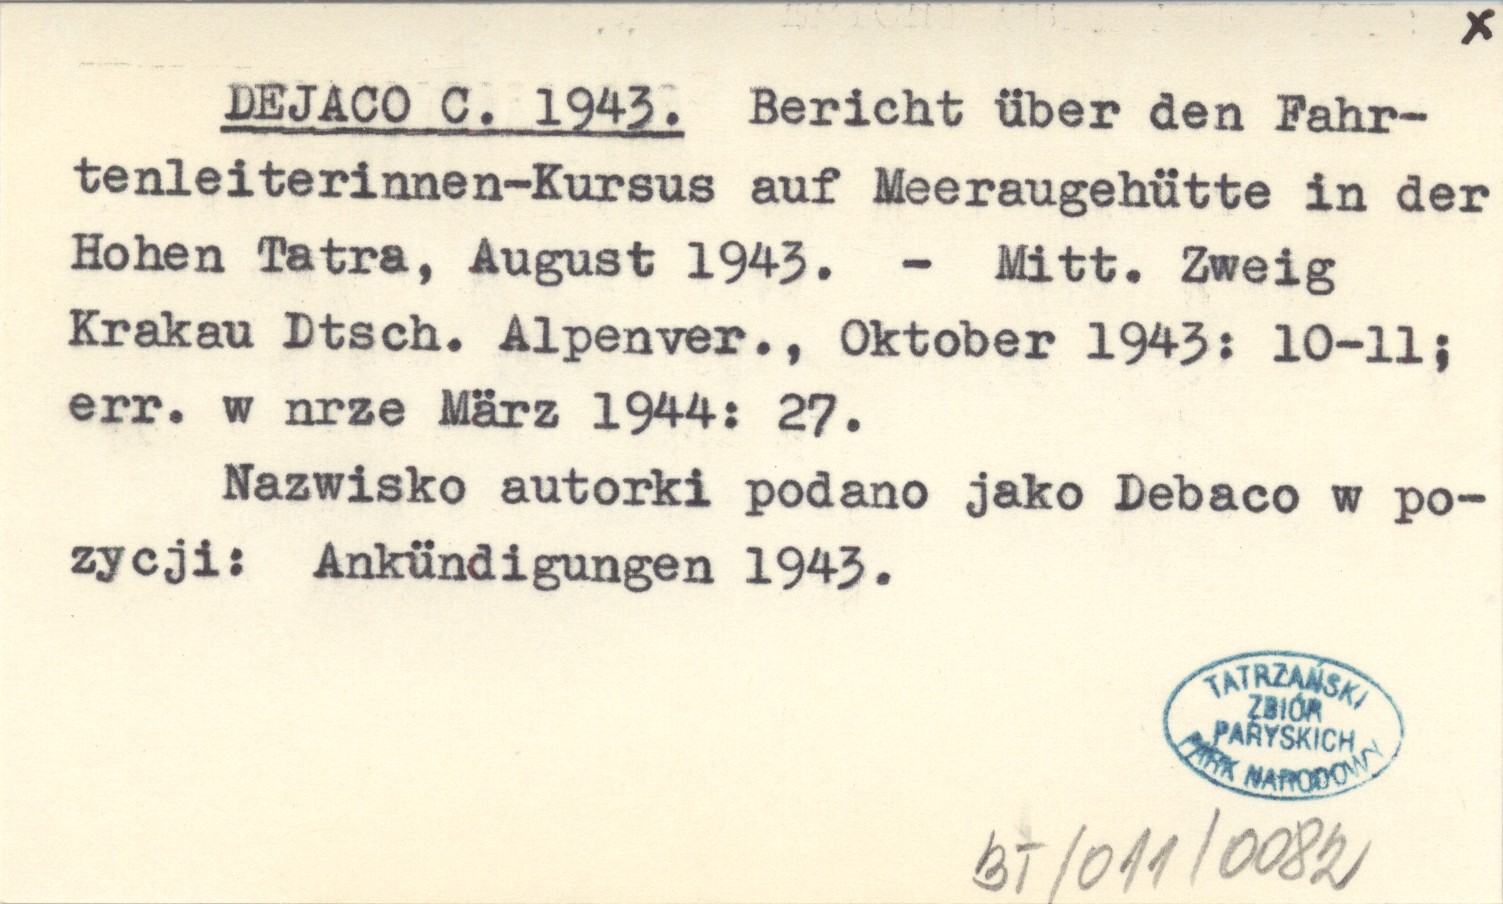 x
DEJACO C. 1943. Bericht über den Fahr-
tenleiterinnen-Kursus auf Meeraugehütte in der
Hohen Tatra, August 1943. - Mitt. Zweig
Krakau Dtsch. Alpenver., Oktober 1943: 10-11;
err. w nrze März 1944: 27.
Nazwisko autorki podano jako Debaco w po-
zycji: Ankündigungen 1943.
TATRZAŃSKI
ZBIÓR
PARYSKICH
PARK NARODOWY
BT/011/0082